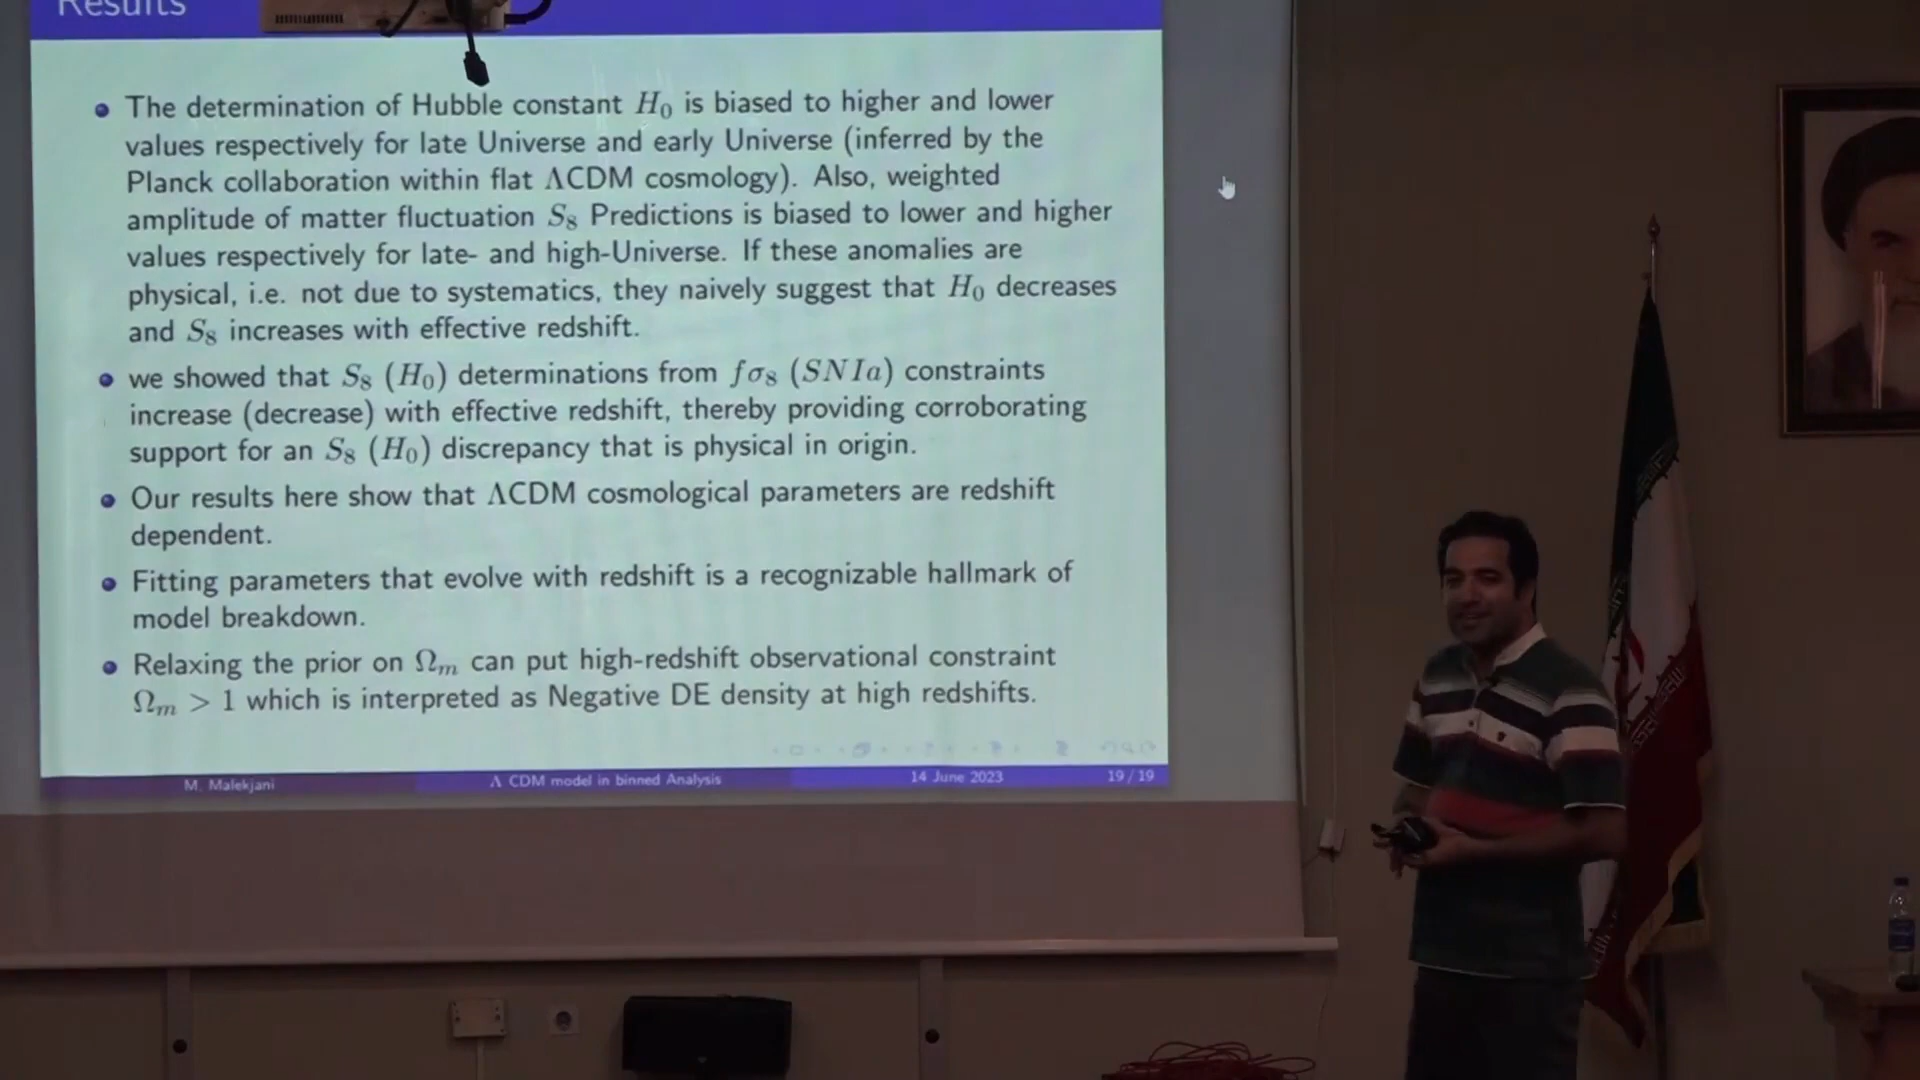 Results
The determination of Hubble constant H₀ is biased to higher and lower
values respectively for late Universe and early Universe (inferred by the
Planck collaboration within flat ΛCDM cosmology). Also, weighted
amplitude of matter fluctuation S₈ Predictions is biased to lower and higher
values respectively for late- and high-Universe. If these anomalies are
physical, i.e. not due to systematics, they naively suggest that H₀ decreases
and S₈ increases with effective redshift.
we showed that S₈ (H₀) determinations from fσ₈ (SNIa) constraints
increase (decrease) with effective redshift, thereby providing corroborating
support for an S₈ (H₀) discrepancy that is physical in origin.
Our results here show that ΛCDM cosmological parameters are redshift
dependent.
Fitting parameters that evolve with redshift is a recognizable hallmark of
model breakdown.
Relaxing the prior on Ωₘ can put high-redshift observational constraint
Ωₘ > 1 which is interpreted as Negative DE density at high redshifts.
M. Malekjani Λ CDM model in binned Analysis 14 June 2023 19 / 19